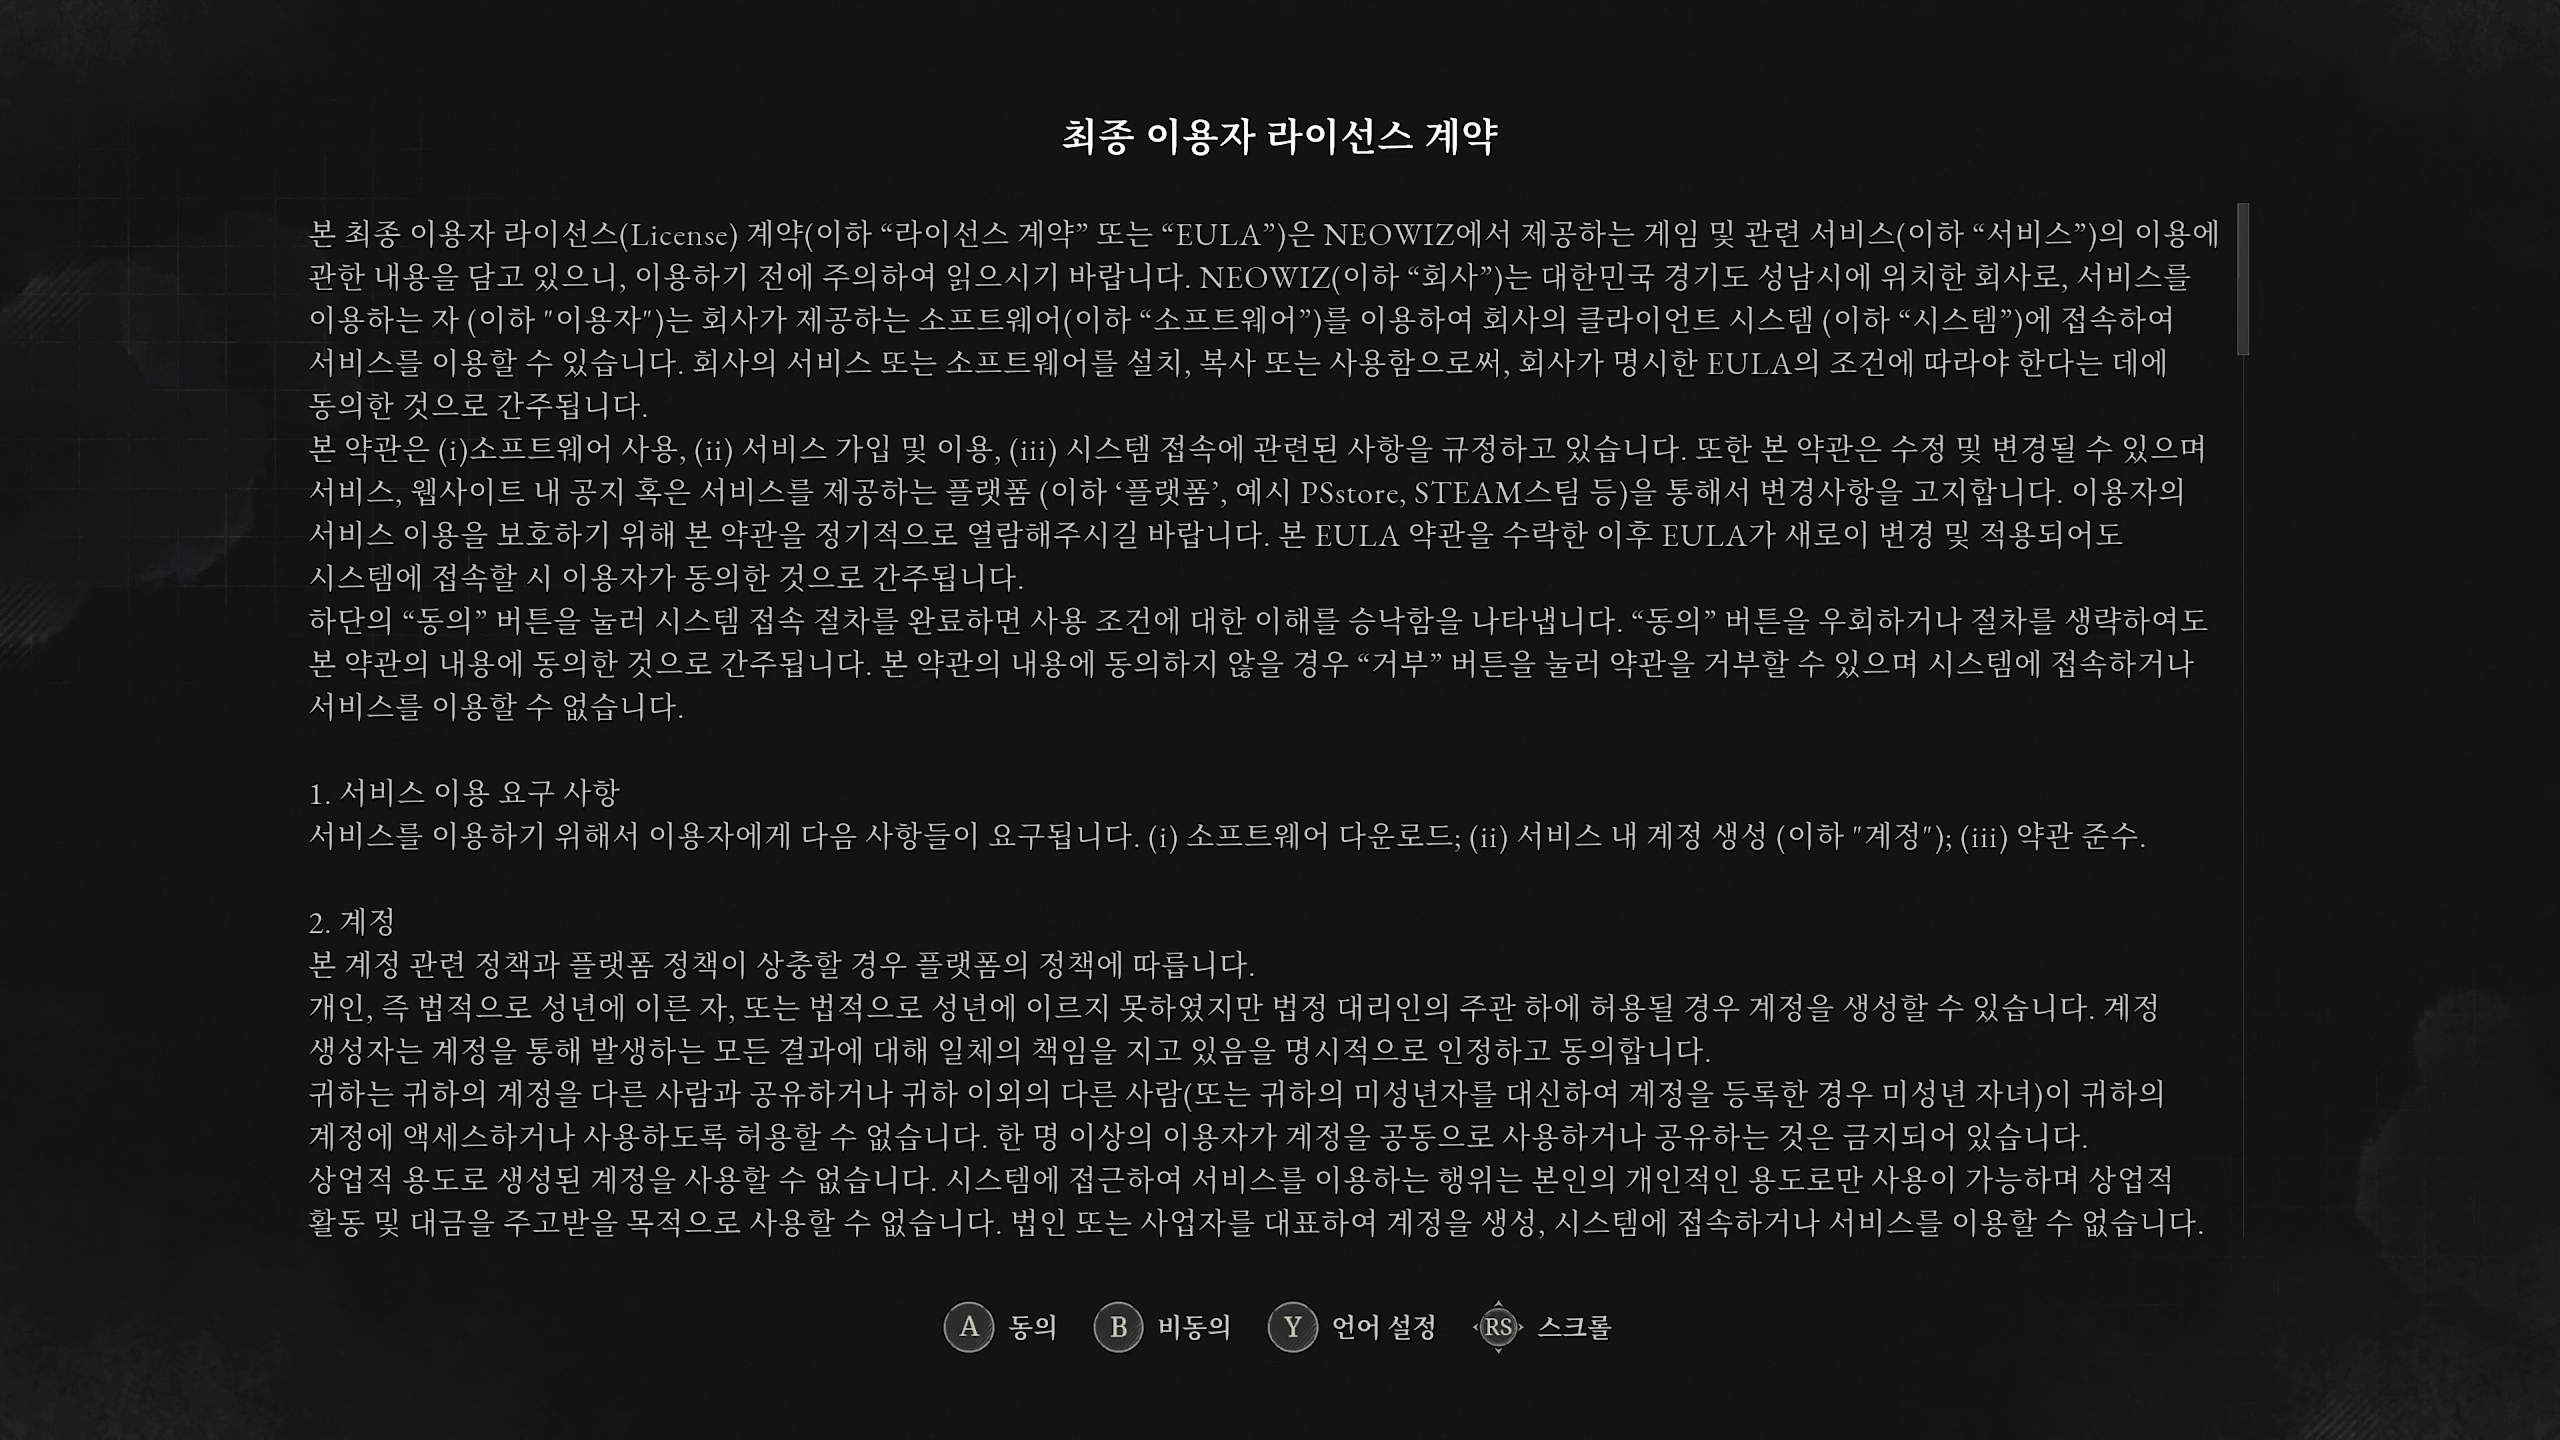 최종 이용자 라이선스 계약
본 최종 이용자 라이선스(License) 계약(이하 “라이선스 계약” 또는 “EULA”)은 NEOWIZ에서 제공하는 게임 및 관련 서비스(이하 “서비스”)의 이용에
관한 내용을 담고 있으니, 이용하기 전에 주의하여 읽으시기 바랍니다. NEOWIZ(이하 “회사”)는 대한민국 경기도 성남시에 위치한 회사로, 서비스를
이용하는 자 (이하 "이용자")는 회사가 제공하는 소프트웨어(이하 “소프트웨어”)를 이용하여 회사의 클라이언트 시스템 (이하 “시스템”)에 접속하여
서비스를 이용할 수 있습니다. 회사의 서비스 또는 소프트웨어를 설치, 복사 또는 사용함으로써, 회사가 명시한 EULA의 조건에 따라야 한다는 데에
동의한 것으로 간주됩니다.
본 약관은 (i)소프트웨어 사용, (ii) 서비스 가입 및 이용, (iii) 시스템 접속에 관련된 사항을 규정하고 있습니다. 또한 본 약관은 수정 및 변경될 수 있으며
서비스, 웹사이트 내 공지 혹은 서비스를 제공하는 플랫폼 (이하 ‘플랫폼’, 예시 PSstore, STEAM스팀 등)을 통해서 변경사항을 고지합니다. 이용자의
서비스 이용을 보호하기 위해 본 약관을 정기적으로 열람해주시길 바랍니다. 본 EULA 약관을 수락한 이후 EULA가 새로이 변경 및 적용되어도
시스템에 접속할 시 이용자가 동의한 것으로 간주됩니다.
하단의 “동의” 버튼을 눌러 시스템 접속 절차를 완료하면 사용 조건에 대한 이해를 승낙함을 나타냅니다. “동의” 버튼을 우회하거나 절차를 생략하여도
본 약관의 내용에 동의한 것으로 간주됩니다. 본 약관의 내용에 동의하지 않을 경우 “거부” 버튼을 눌러 약관을 거부할 수 있으며 시스템에 접속하거나
서비스를 이용할 수 없습니다.
1. 서비스 이용 요구 사항
서비스를 이용하기 위해서 이용자에게 다음 사항들이 요구됩니다. (i) 소프트웨어 다운로드; (ii) 서비스 내 계정 생성 (이하 "계정"); (iii) 약관 준수.
2. 계정
본 계정 관련 정책과 플랫폼 정책이 상충할 경우 플랫폼의 정책에 따릅니다.
개인, 즉 법적으로 성년에 이른 자, 또는 법적으로 성년에 이르지 못하였지만 법정 대리인의 주관 하에 허용될 경우 계정을 생성할 수 있습니다. 계정
생성자는 계정을 통해 발생하는 모든 결과에 대해 일체의 책임을 지고 있음을 명시적으로 인정하고 동의합니다.
귀하는 귀하의 계정을 다른 사람과 공유하거나 귀하 이외의 다른 사람(또는 귀하의 미성년자를 대신하여 계정을 등록한 경우 미성년 자녀)이 귀하의
계정에 액세스하거나 사용하도록 허용할 수 없습니다. 한 명 이상의 이용자가 계정을 공동으로 사용하거나 공유하는 것은 금지되어 있습니다.
상업적 용도로 생성된 계정을 사용할 수 없습니다. 시스템에 접근하여 서비스를 이용하는 행위는 본인의 개인적인 용도로만 사용이 가능하며 상업적
활동 및 대금을 주고받을 목적으로 사용할 수 없습니다. 법인 또는 사업자를 대표하여 계정을 생성, 시스템에 접속하거나 서비스를 이용할 수 없습니다.
A 동의 B 비동의 Y 언어 설정 RS 스크롤